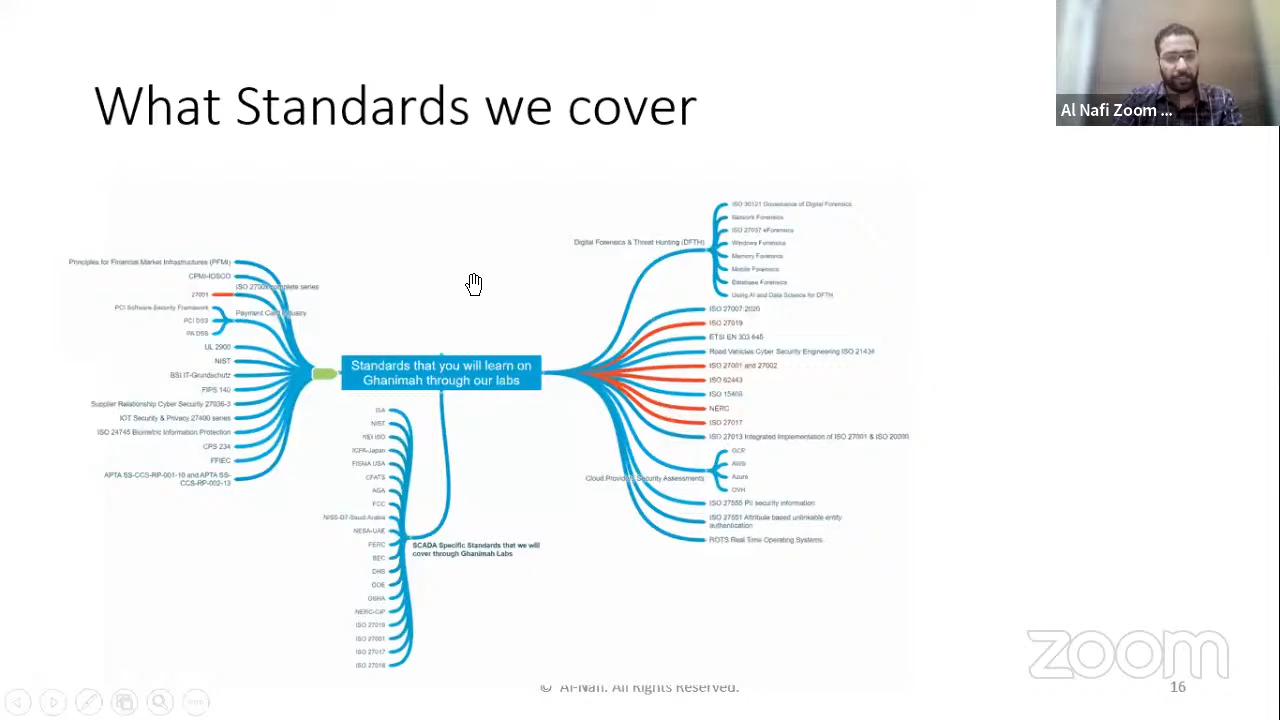 What Standards we cover
Al Nafi Zoom ...
Standards that you will learn on
Ghanimah through our labs
Principles for Financial Market Infrastructures (PFMI)
CPMI-IOSCO
ISO 2700x complete series
27001
Payment Card Industry
PCI Software Security Framework
PCI DSS
PA DSS
UL 2900
NIST
BSI IT-Grundschutz
FIPS 140
Supplier Relationship Cyber Security 27036-3
IOT Security & Privacy 27400 series
ISO 24745 Biometric Information Protection
CPS 234
FFIEC
APTA SS-CCS-RP-001-10 and APTA SS-
CCS-RP-002-13
ISA
NIST
NEI ISO
FISMA USA
CFATS
AGA
FCC
NESA-UAE
FERC
DHS
DOE
OSHA
NERC-CIP
ISO 27019
ISO 27001
ISO 27017
ISO 27018
SCADA Specific Standards that we will
cover through Ghanimah Labs
Digital Forensics & Threat Hunting (DFTH)
ISO 30121 Governance of Digital Forensics
Network Forensics
ISO 27037 eForensics
Windows Forensics
Memory Forensics
Mobile Forensics
Database Forensics
Using AI and Data Science for DFTH
ISO 27007:2020
ISO 27019
ETSI EN 303 645
Road Vehicles Cyber Security Engineering ISO 21434
ISO 27001 and 27002
ISO 62443
ISO 15408
NERC
ISO 27017
ISO 27013 Integrated Implementation of ISO 27001 & ISO 20000
Cloud Providers Security Assessments
GCP
AWS
Azure
OVH
ISO 27555 PII security information
ISO 27551 Attribute based unlinkable entity
authentication
ROTS Real Time Operating Systems
zoom
© Al-Nafi. All Rights Reserved.
16